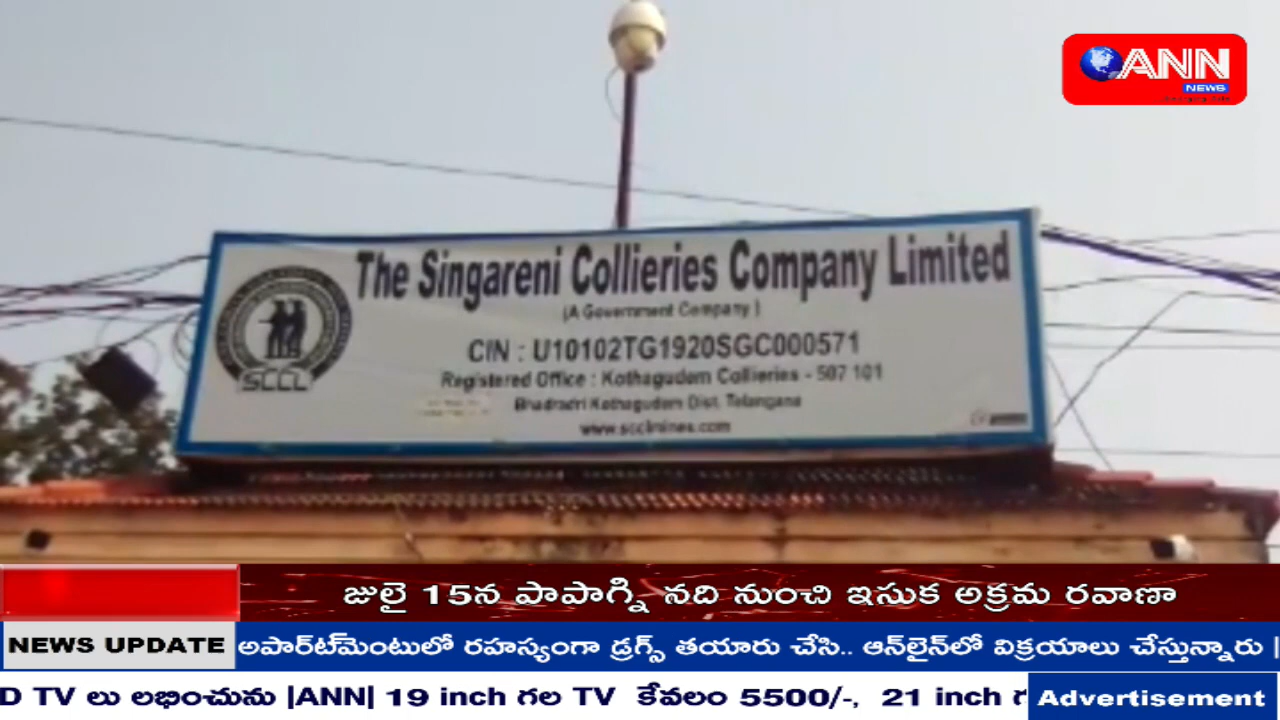 ANN
NEWS
The Singareni Collieries Company Limited
(A Government Company)
CIN : U10102TG1920SGC000571
Registered Office : Kothagudem Collieries - 507 101
Bhadradri Kothagudem Dist. Telangana
www.scclmines.com
SCCL
జులై 15న పాపాగ్ని నది నుంచి ఇసుక అక్రమ రవాణా
NEWS UPDATE అపార్ట్‌మెంటులో రహస్యంగా డ్రగ్స్ తయారు చేసి.. ఆన్‌లైన్‌లో విక్రయాలు చేస్తున్నారు |
D TV లు లభించును |ANN| 19 inch గల TV కేవలం 5500/-, 21 inch గ Advertisement